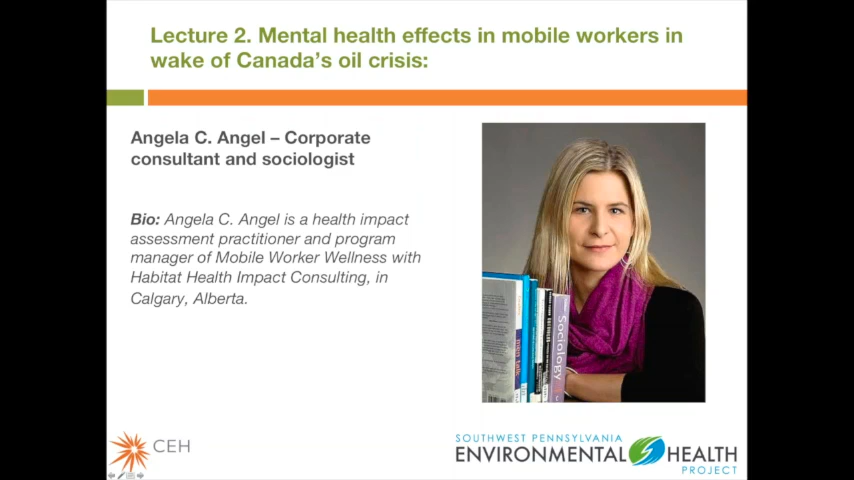 Lecture 2. Mental health effects in mobile workers in
wake of Canada's oil crisis:
Angela C. Angel – Corporate
consultant and sociologist
Bio: Angela C. Angel is a health impact
assessment practitioner and program
manager of Mobile Worker Wellness with
Habitat Health Impact Consulting, in
Calgary, Alberta.
Sociology
CEH
SOUTHWEST PENNSYLVANIA
ENVIRONMENTAL HEALTH
PROJECT